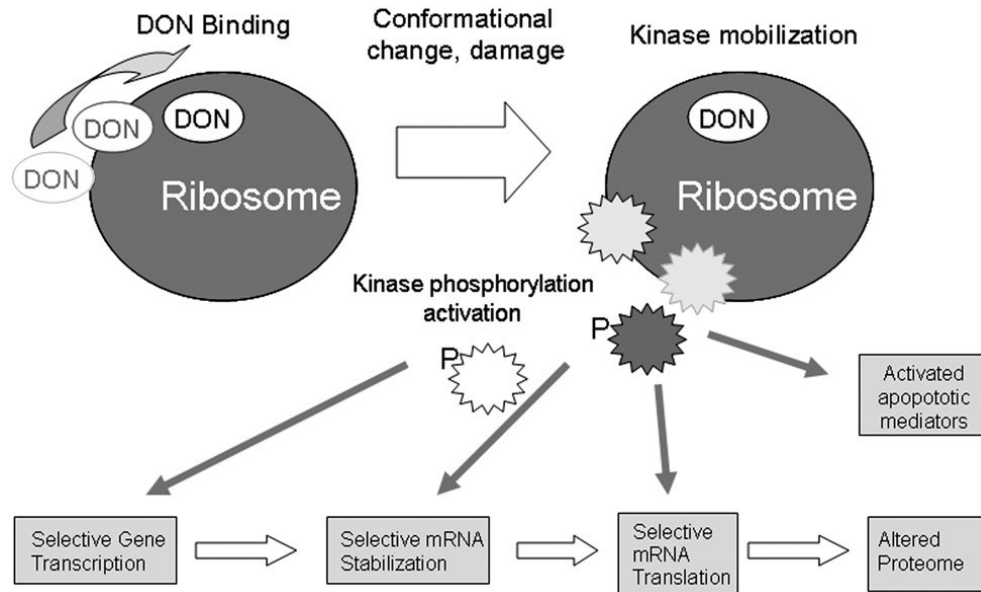 DON Binding
Conformational
change, damage
Kinase mobilization
DON
DON
DON
Ribosome
DON
Ribosome
Kinase phosphorylation
activation
P
P
Activated
apopototic
mediators
Selective Gene
Transcription
Selective mRNA
Stabilization
Selective
mRNA
Translation
Altered
Proteome